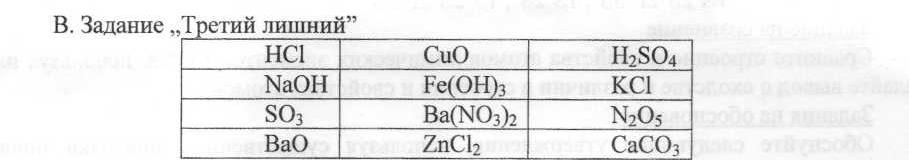 В. Задание „Третий лишний”
HCl CuO H₂SO₄
NaOH Fe(OH)₃ KCl
SO₃ Ba(NO₃)₂ N₂O₅
BaO ZnCl₂ CaCO₃